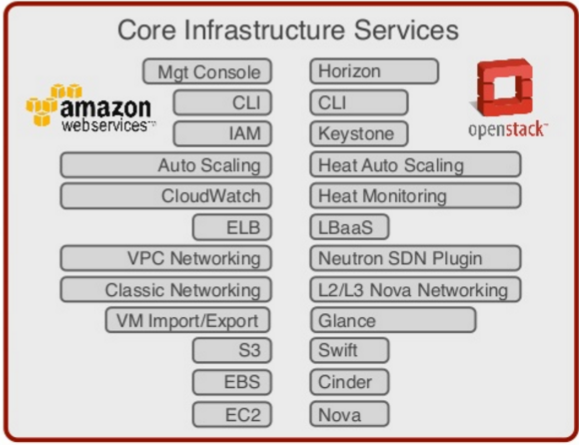 Core Infrastructure Services
Mgt Console Horizon
amazon
webservices™
CLI CLI
IAM Keystone
openstack™
Auto Scaling Heat Auto Scaling
CloudWatch Heat Monitoring
ELB LBaaS
VPC Networking Neutron SDN Plugin
Classic Networking L2/L3 Nova Networking
VM Import/Export Glance
S3 Swift
EBS Cinder
EC2 Nova